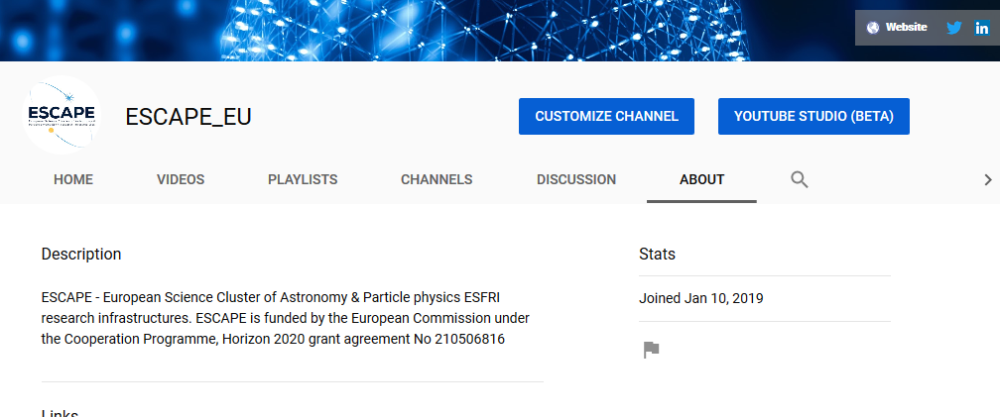 Website
ESCAPE
ESCAPE_EU
CUSTOMIZE CHANNEL
YOUTUBE STUDIO (BETA)
HOME
VIDEOS
PLAYLISTS
CHANNELS
DISCUSSION
ABOUT
Description
ESCAPE - European Science Cluster of Astronomy & Particle physics ESFRI
research infrastructures. ESCAPE is funded by the European Commission under
the Cooperation Programme, Horizon 2020 grant agreement No 210506816
Stats
Joined Jan 10, 2019
Links